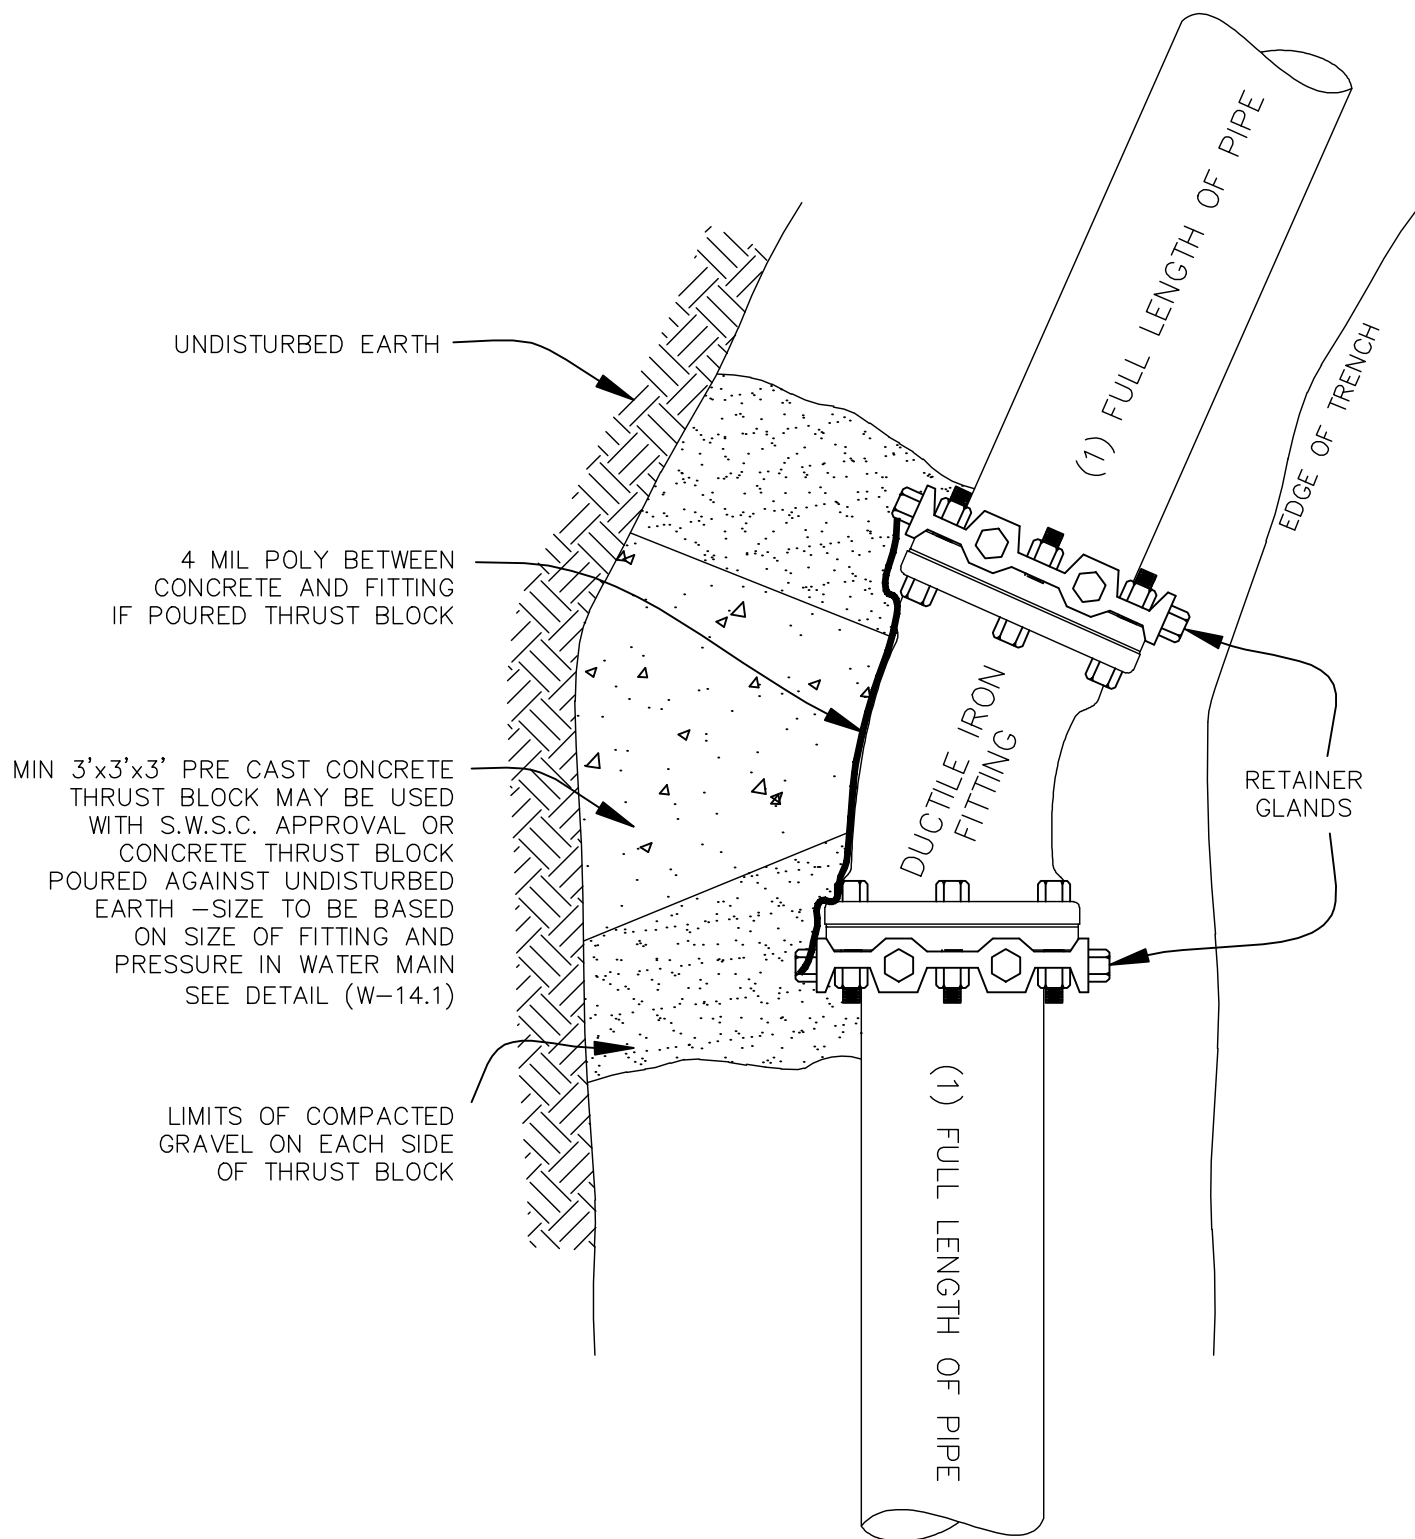 (1) FULL LENGTH OF PIPE
UNDISTURBED EARTH
EDGE OF TRENCH
4 MIL POLY BETWEEN
CONCRETE AND FITTING
IF POURED THRUST BLOCK
DUCTILE IRON
FITTING
MIN 3'x3'x3' PRE CAST CONCRETE
THRUST BLOCK MAY BE USED
WITH S.W.S.C. APPROVAL OR
CONCRETE THRUST BLOCK
POURED AGAINST UNDISTURBED
EARTH –SIZE TO BE BASED
ON SIZE OF FITTING AND
PRESSURE IN WATER MAIN
SEE DETAIL (W–14.1)
RETAINER
GLANDS
LIMITS OF COMPACTED
GRAVEL ON EACH SIDE
OF THRUST BLOCK
(1) FULL LENGTH OF PIPE